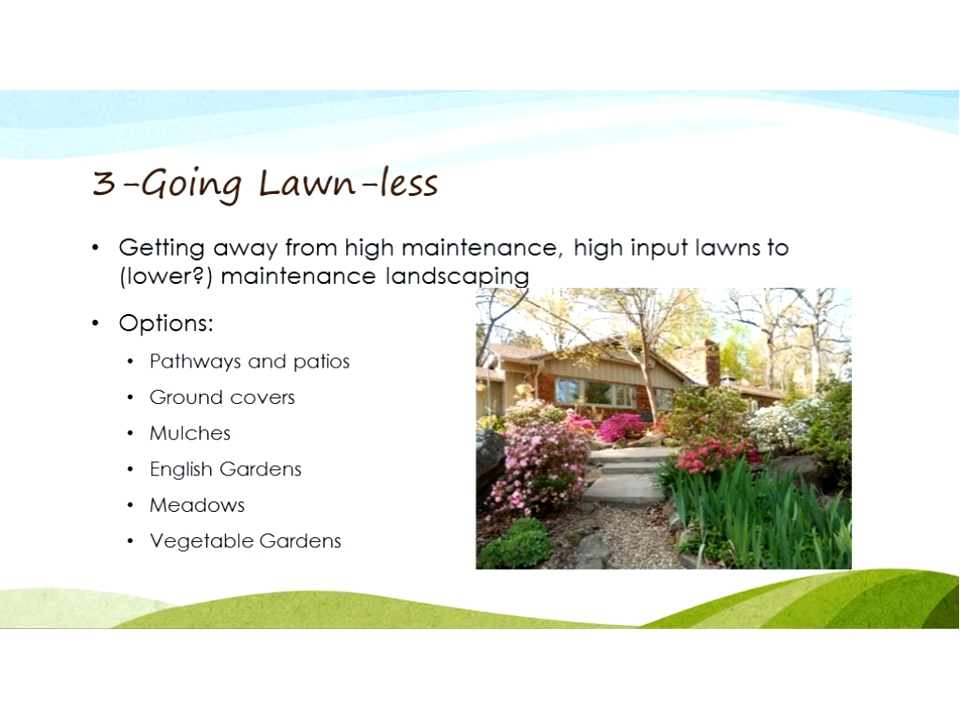 3-Going Lawn-less
• Getting away from high maintenance, high input lawns to
(lower?) maintenance landscaping
• Options:
• Pathways and patios
• Ground covers
• Mulches
• English Gardens
• Meadows
• Vegetable Gardens